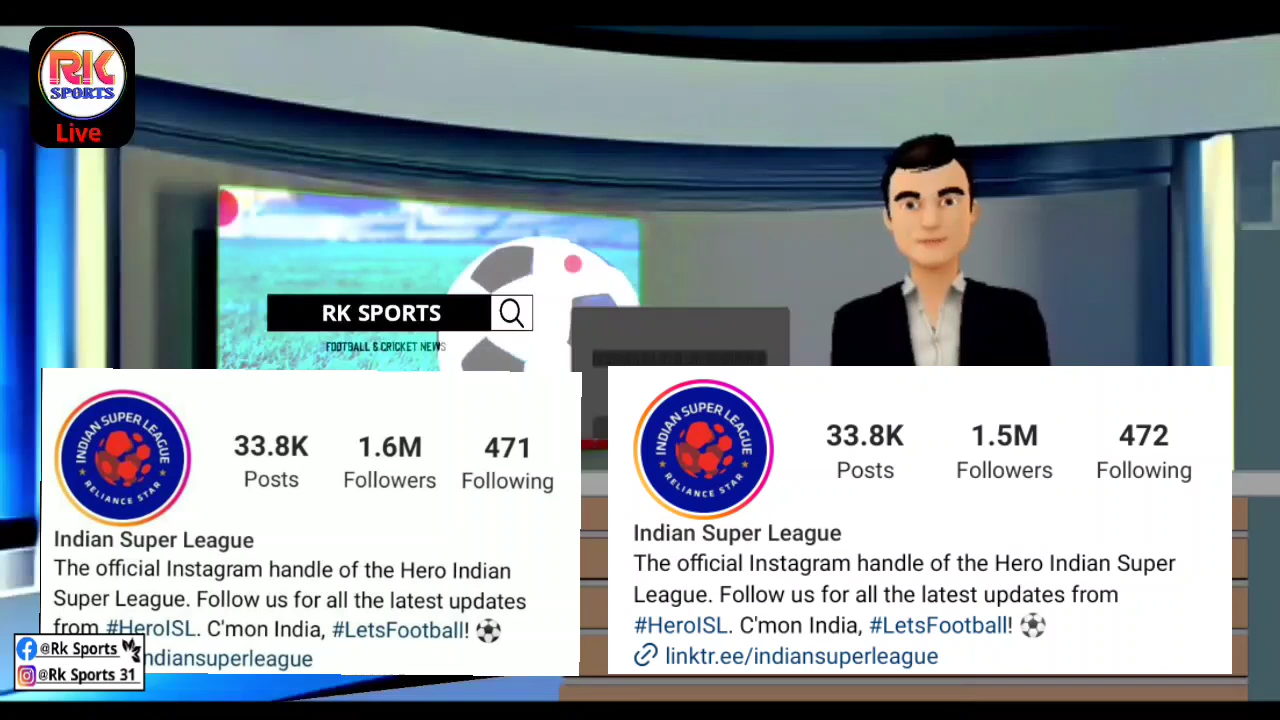 RK
SPORTS
Live
RK SPORTS
FOOTBALL & CRICKET NEWS
INDIAN SUPER LEAGUE
RELIANCE STAR
33.8K 1.6M 471
Posts Followers Following
Indian Super League
The official Instagram handle of the Hero Indian
Super League. Follow us for all the latest updates
from #HeroISL. C'mon India, #LetsFootball! ⚽
ndiansuperleague
@Rk Sports
@Rk Sports 31
INDIAN SUPER LEAGUE
RELIANCE STAR
33.8K 1.5M 472
Posts Followers Following
Indian Super League
The official Instagram handle of the Hero Indian Super
League. Follow us for all the latest updates from
#HeroISL. C'mon India, #LetsFootball! ⚽
linktr.ee/indiansuperleague